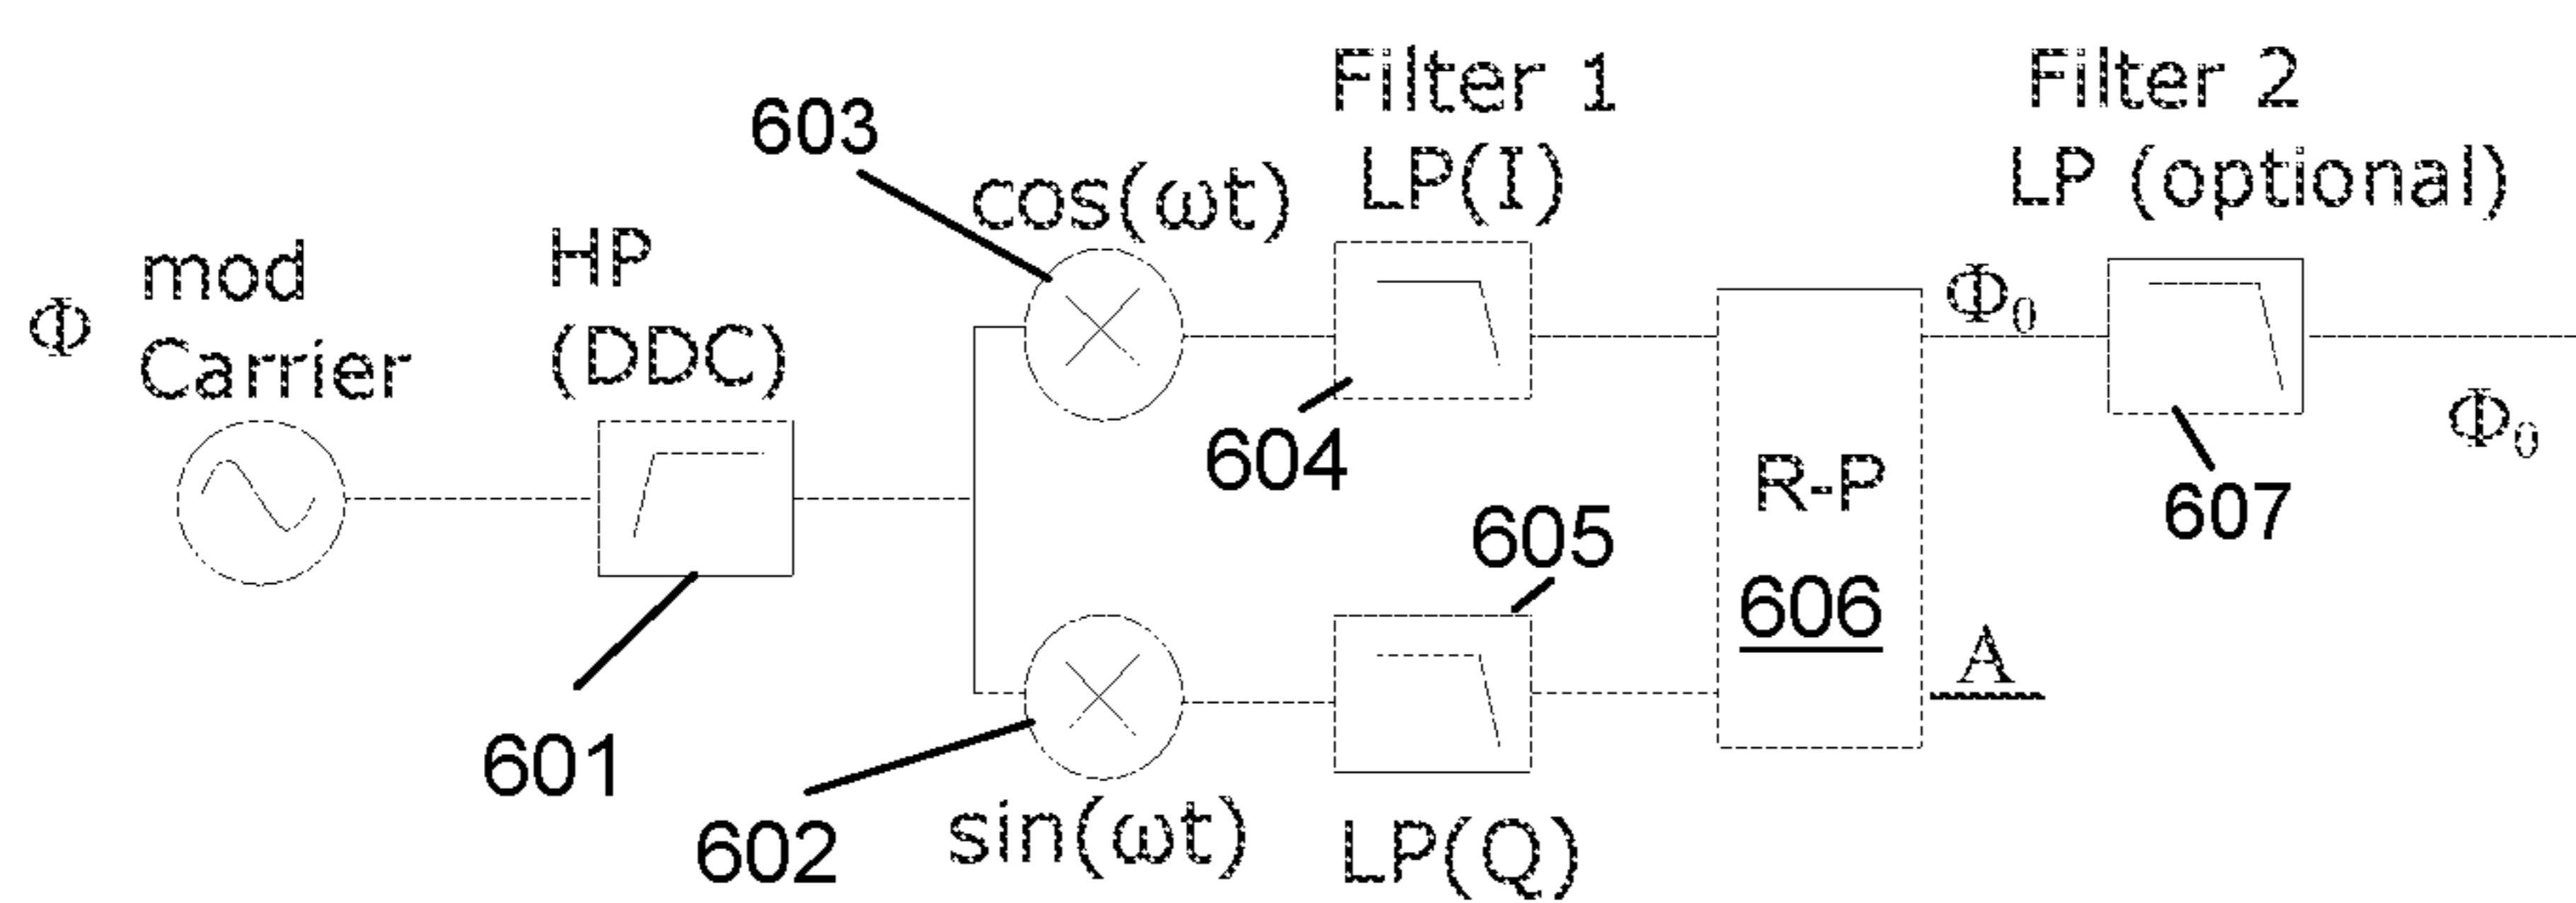 Φ
mod
Carrier
HP
(DDC)
601
603
cos(ωt)
602
sin(ωt)
Filter 1
LP(I)
604
605
LP(Q)
R-P
606
Φ₀
A
Filter 2
LP (optional)
607
Φ₀